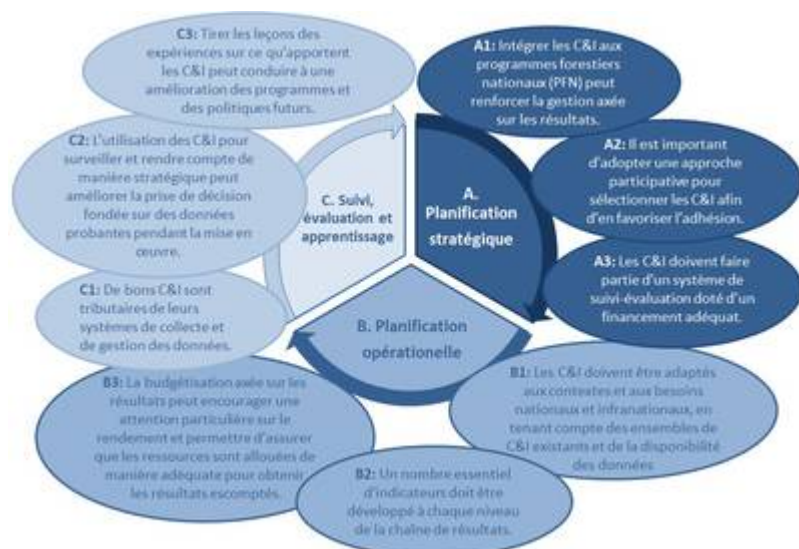 A1: Intégrer les C&I aux
programmes forestiers
nationaux (PFN) peut
renforcer la gestion axée
sur les résultats.
A2: Il est important
d'adopter une approche
participative pour
sélectionner les C&I afin
d'en favoriser l'adhésion.
A3: Les C&I doivent faire
partie d'un système de
suivi-évaluation doté d'un
financement adéquat.
A.
Planification
stratégique
B. Planification
opérationelle
B1: Les C&I doivent être adaptés
aux contextes et aux besoins
nationaux et infranationaux, en
tenant compte des ensembles de
C&I existants et de la disponibilité
des données
B2: Un nombre essentiel
d'indicateurs doit être
développé à chaque niveau
de la chaîne de résultats.
B3: La budgétisation axée sur les
résultats peut encourager une
attention particulière sur le
rendement et permettre d'assurer
que les ressources sont allouées de
manière adéquate pour obtenir
les résultats escomptés.
C. Suivi,
évaluation et
apprentissage
C1: De bons C&I sont
tributaires de leurs
systèmes de collecte et
de gestion des données.
C2: L'utilisation des C&I pour
surveiller et rendre compte de
manière stratégique peut
améliorer la prise de décision
fondée sur des données
probantes pendant la mise en
œuvre.
C3: Tirer les leçons des
expériences sur ce qu'apportent
les C&I peut conduire à une
amélioration des programmes et
des politiques futurs.